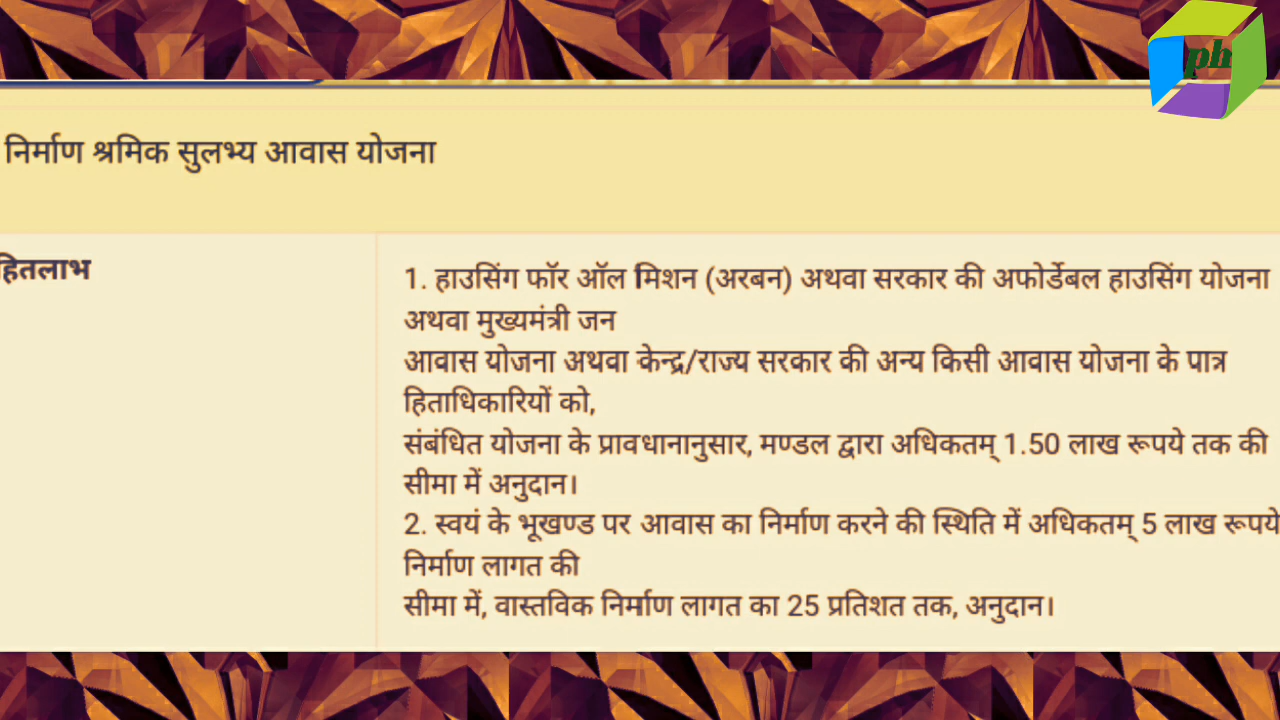 ph
निर्माण श्रमिक सुलभ्य आवास योजना
हितलाभ
1. हाउसिंग फॉर ऑल मिशन (अरबन) अथवा सरकार की अफोर्डेबल हाउसिंग योजना
अथवा मुख्यमंत्री जन
आवास योजना अथवा केन्द्र/राज्य सरकार की अन्य किसी आवास योजना के पात्र
हिताधिकारियों को,
संबंधित योजना के प्रावधानानुसार, मण्डल द्वारा अधिकतम् 1.50 लाख रूपये तक की
सीमा में अनुदान।
2. स्वयं के भूखण्ड पर आवास का निर्माण करने की स्थिति में अधिकतम् 5 लाख रूपये
निर्माण लागत की
सीमा में, वास्तविक निर्माण लागत का 25 प्रतिशत तक, अनुदान।